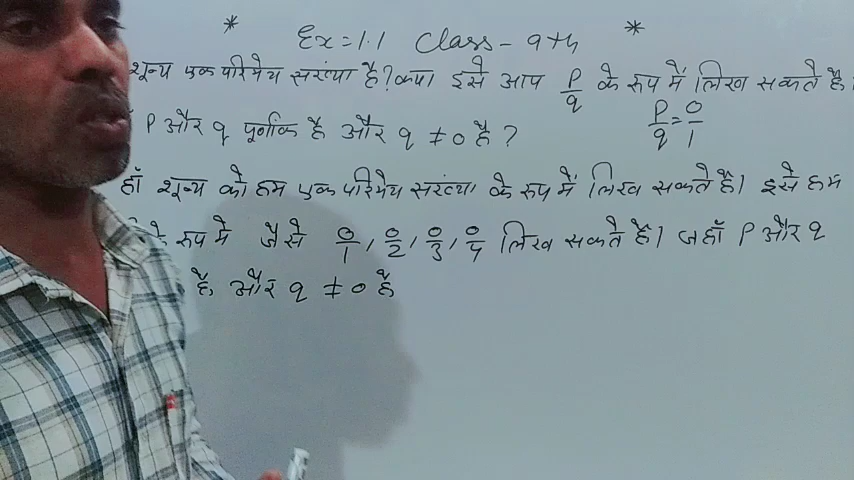 * Ex = 1.1 Class - 9th *
शून्य एक परिमेय संख्या है? क्या इसे आप p/q के रूप में लिख सकते है
P और q पूर्णांक है और q ≠ 0 है? P/q = 0/1
हाँ शून्य को हम एक परिमेय संख्या के रूप में लिख सकते है। इसे हम
के रूप में जैसे 0/1, 0/2, 0/3, 0/4 लिख सकते है। जहाँ P और q
है और q ≠ 0 है